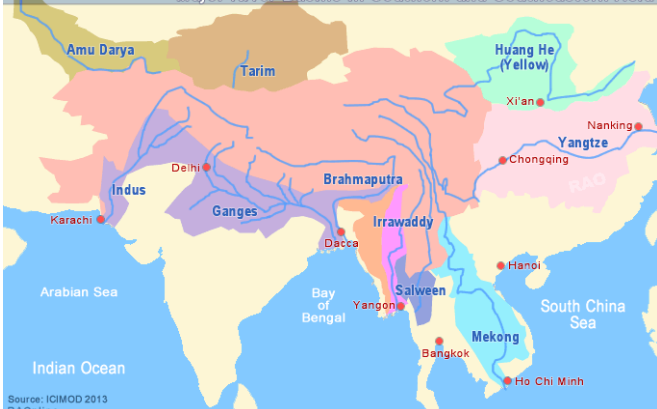 Amu Darya
Tarim
Huang He
(Yellow)
Xi'an
Nanking
Yangtze
Chongqing
RAO
Delhi
Indus
Brahmaputra
Ganges
Karachi
Dacca
Irrawaddy
Hanoi
Arabian Sea
Bay
of
Bengal
Salween
Yangon
South China
Sea
Mekong
Bangkok
Indian Ocean
Ho Chi Minh
Source: ICIMOD 2013